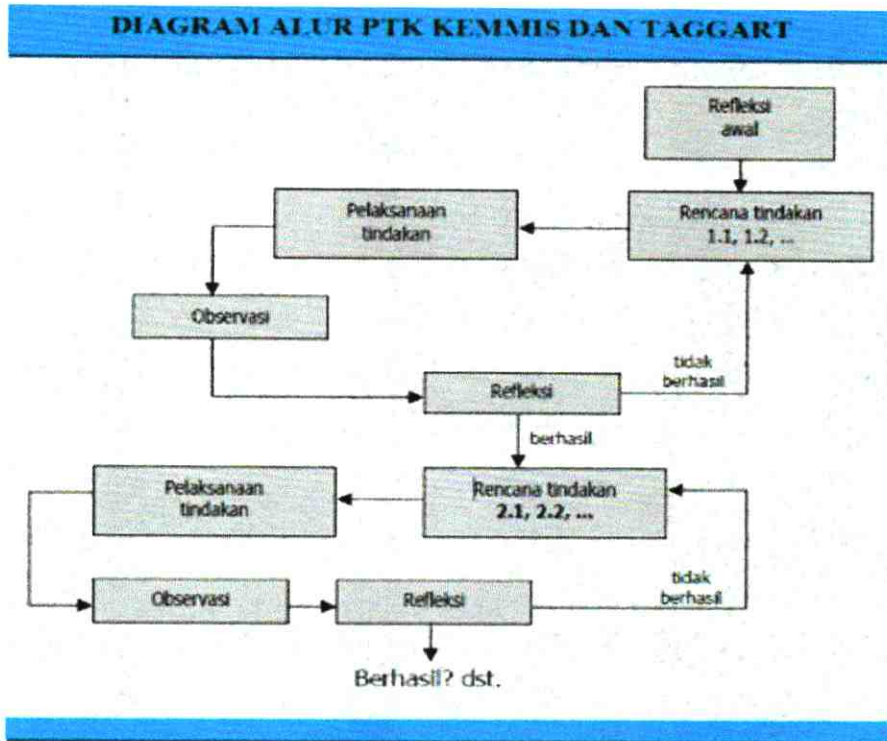 DIAGRAM ALUR PTK KEMMIS DAN TAGGART
Refleksi
awal
Rencana tindakan
1.1, 1.2, ...
Pelaksanaan
tindakan
Observasi
Refleksi
tidak
berhasil
berhasil
Rencana tindakan
2.1, 2.2, ...
Pelaksanaan
tindakan
Observasi
Refleksi
tidak
berhasil
Berhasil? dst.